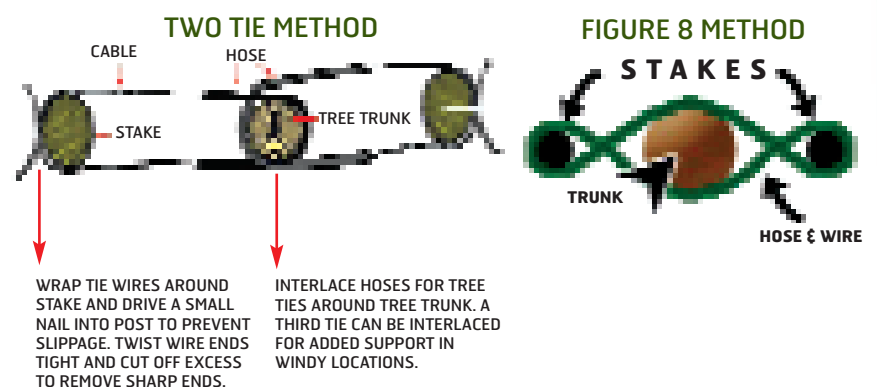 TWO TIE METHOD
CABLE
HOSE
STAKE
TREE TRUNK
WRAP TIE WIRES AROUND
STAKE AND DRIVE A SMALL
NAIL INTO POST TO PREVENT
SLIPPAGE. TWIST WIRE ENDS
TIGHT AND CUT OFF EXCESS
TO REMOVE SHARP ENDS.
INTERLACE HOSES FOR TREE
TIES AROUND TREE TRUNK. A
THIRD TIE CAN BE INTERLACED
FOR ADDED SUPPORT IN
WINDY LOCATIONS.
FIGURE 8 METHOD
STAKES
TRUNK
HOSE & WIRE